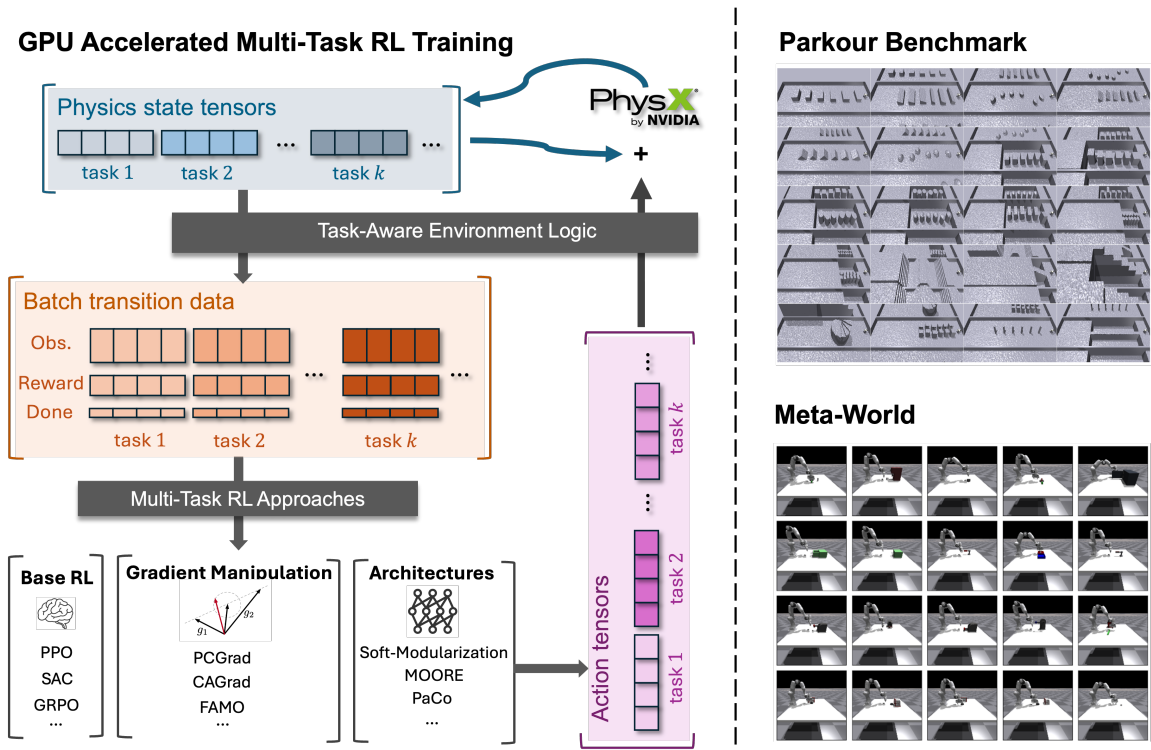 GPU Accelerated Multi-Task RL Training
Physics state tensors
task 1
task 2
...
task k
...
PhysX
by NVIDIA
+
Task-Aware Environment Logic
Batch transition data
Obs.
Reward
Done
...
...
task 1
task 2
task k
Multi-Task RL Approaches
Base RL
PPO
SAC
GRPO
...
Gradient Manipulation
g1
g2
PCGrad
CAGrad
FAMO
...
Architectures
Soft-Modularization
MOORE
PaCo
...
Action tensors
...
task k
...
task 2
task 1
Parkour Benchmark
Meta-World